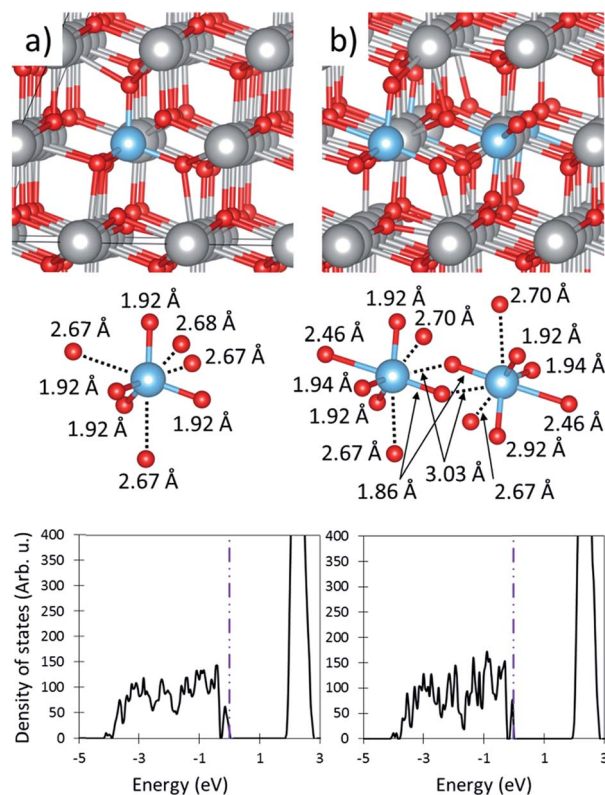 a)
b)
1.92 Å
2.67 Å
2.68 Å
2.67 Å
1.92 Å
1.92 Å
1.92 Å
2.67 Å
1.92 Å
2.70 Å
2.46 Å
1.94 Å
1.92 Å
2.67 Å
1.86 Å
3.03 Å
2.70 Å
1.92 Å
1.94 Å
2.46 Å
2.92 Å
2.67 Å
Density of states (Arb. u.)
400
350
300
250
200
150
100
50
0
-5
-3
-1
1
3
Energy (eV)
400
350
300
250
200
150
100
50
0
-5
-3
-1
1
3
Energy (eV)